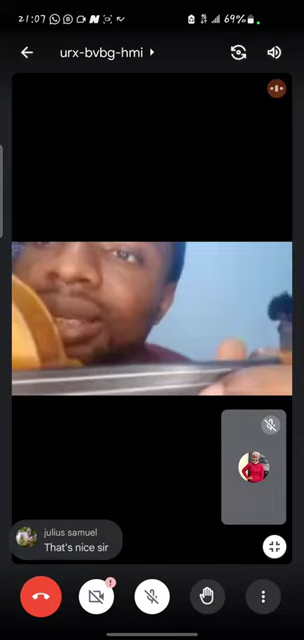 21:07
69%
urx-bvbg-hmi
julius samuel
That's nice sir